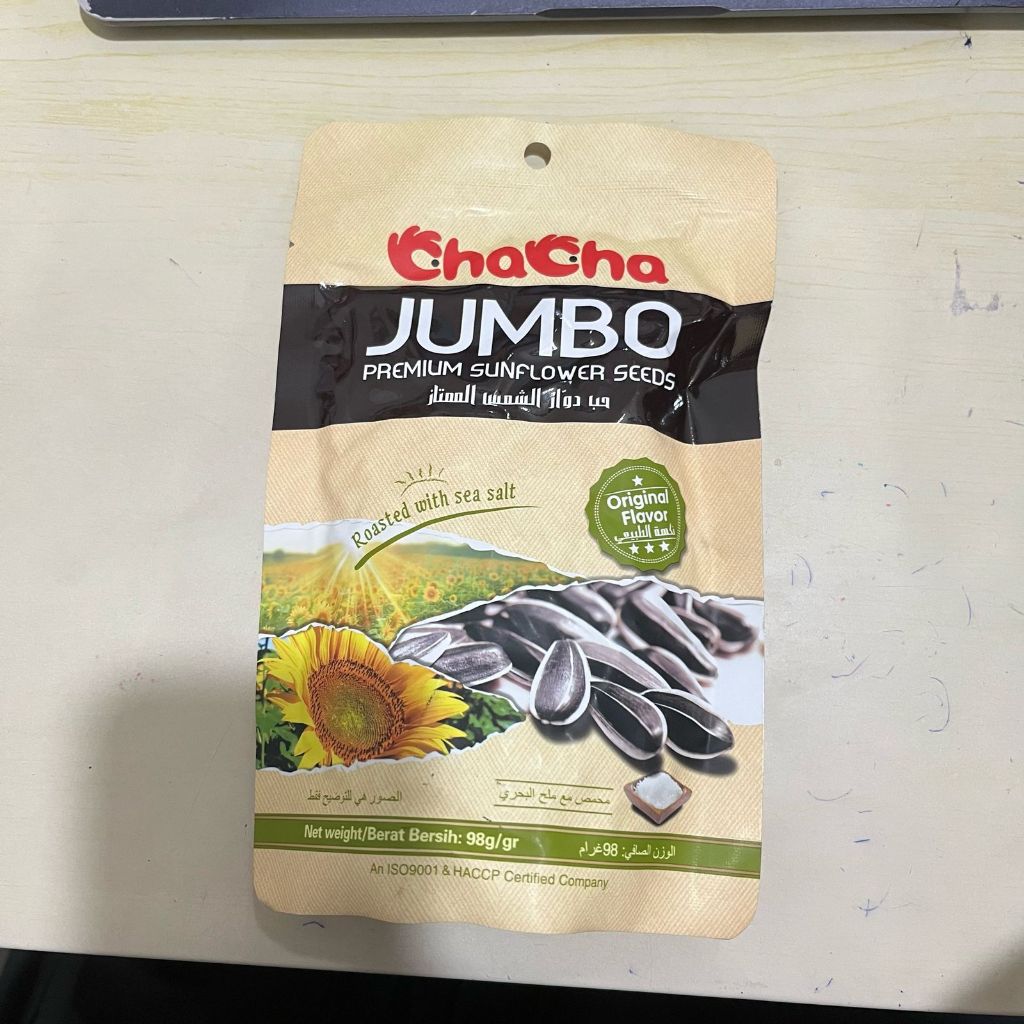 ChaCha
JUMBO
PREMIUM SUNFLOWER SEEDS
حب دوّار الشمس الممتاز
Roasted with sea salt
Original
Flavor
نكهة الطبيعي
الصور هي للتوضيح فقط
محمص مع ملح البحري
Net weight/Berat Bersih: 98g/gr
الوزن الصافي: 98غرام
An ISO9001 & HACCP Certified Company